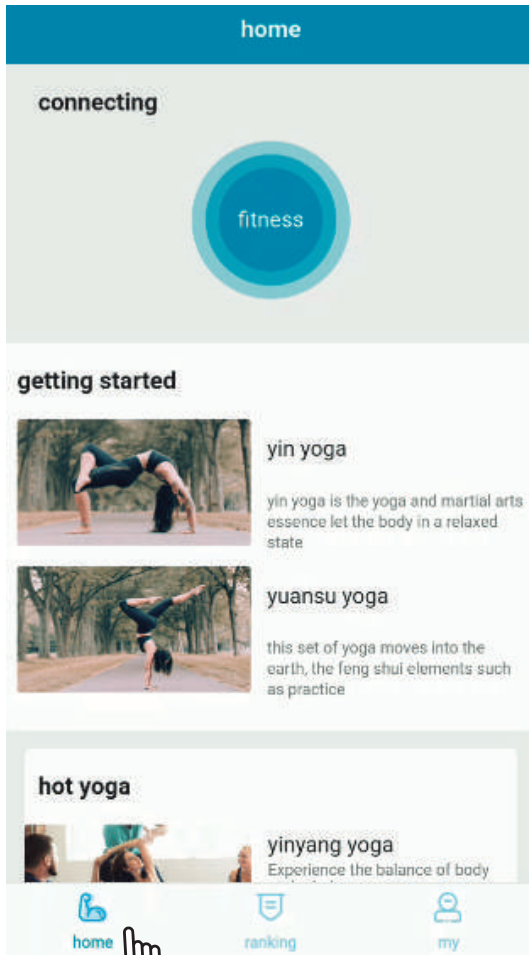 home
connecting
fitness
getting started
yin yoga
yin yoga is the yoga and martial arts
essence let the body in a relaxed
state
yuansu yoga
this set of yoga moves into the
earth, the feng shui elements such
as practice
hot yoga
yinyang yoga
Experience the balance of body
home
ranking
my